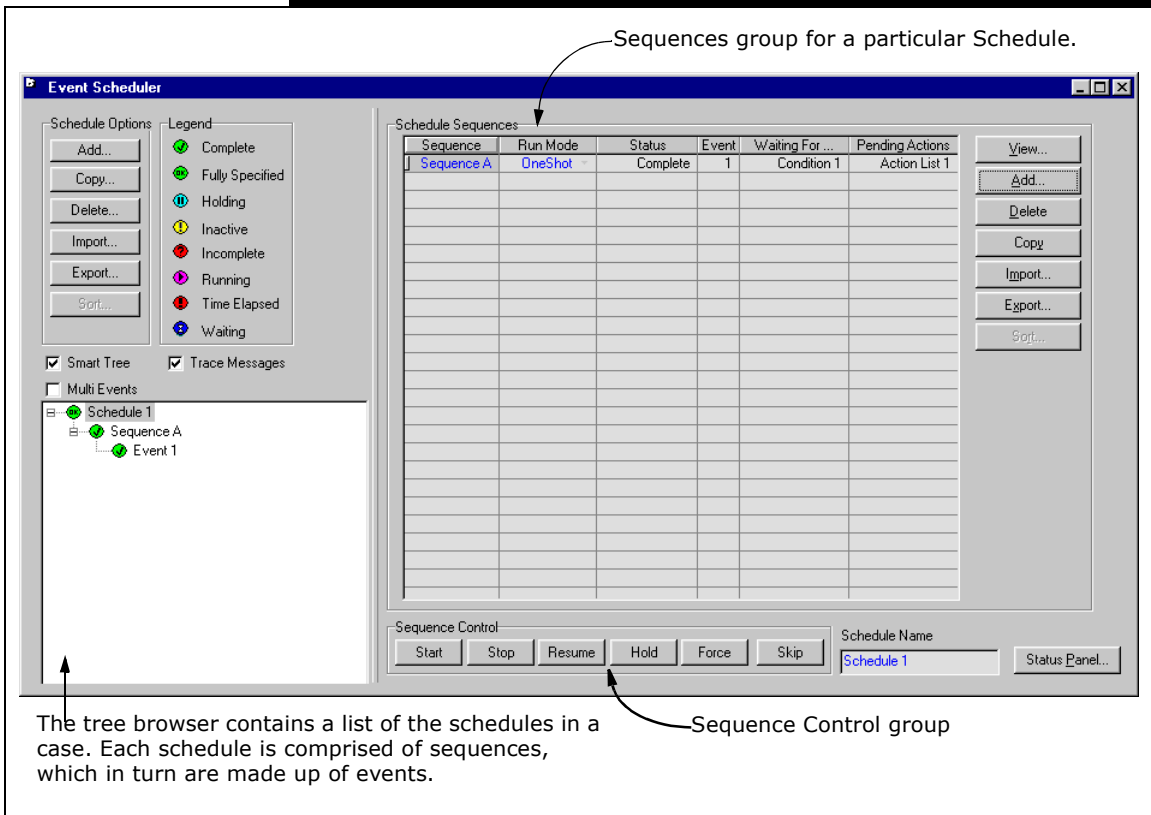 Sequences group for a particular Schedule.
Event Scheduler
Schedule Options
Add...
Copy...
Delete...
Import...
Export...
Sort...
Legend
Complete
OK Fully Specified
Holding
Inactive
Incomplete
Running
Time Elapsed
Waiting
Smart Tree
Trace Messages
Multi Events
OK Schedule 1
Sequence A
Event 1
Schedule Sequences
Sequence Run Mode Status Event Waiting For ... Pending Actions
Sequence A OneShot Complete 1 Condition 1 Action List 1
View...
Add...
Delete
Copy
Import...
Export...
Sort...
Sequence Control
Start Stop Resume Hold Force Skip
Schedule Name
Schedule 1
Status Panel...
The tree browser contains a list of the schedules in a
case. Each schedule is comprised of sequences,
which in turn are made up of events.
Sequence Control group